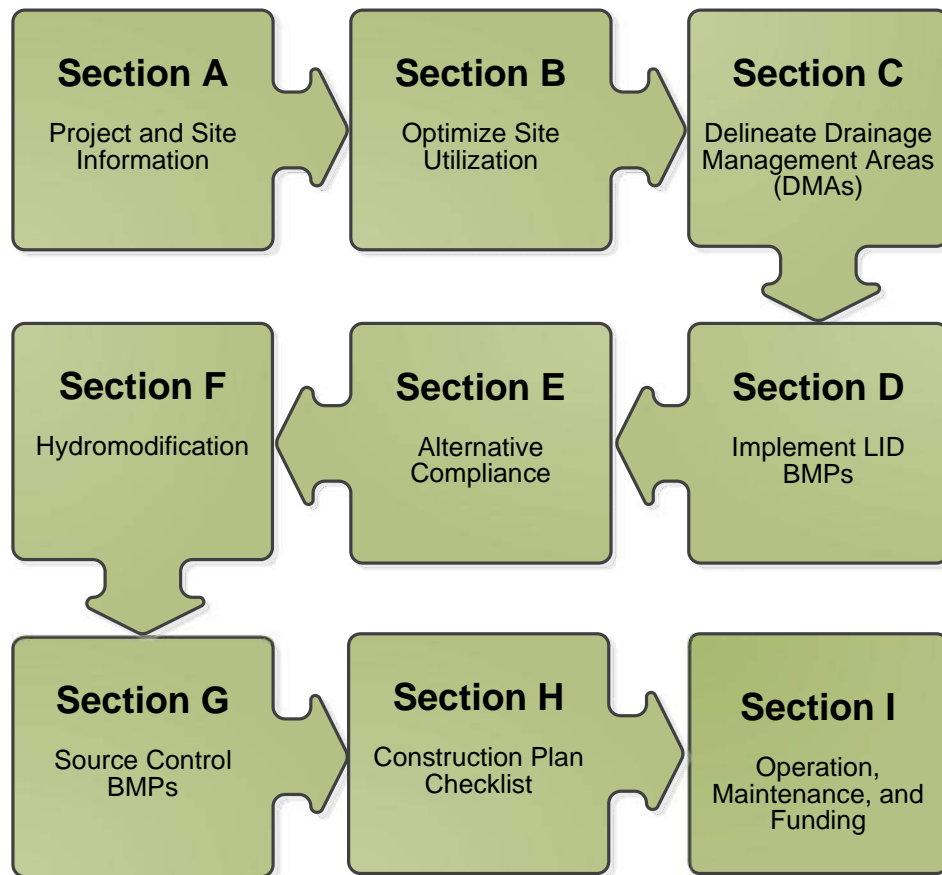 Section A
Project and Site
Information
Section B
Optimize Site
Utilization
Section C
Delineate Drainage
Management Areas
(DMAs)
Section D
Implement LID
BMPs
Section E
Alternative
Compliance
Section F
Hydromodification
Section G
Source Control
BMPs
Section H
Construction Plan
Checklist
Section I
Operation,
Maintenance, and
Funding